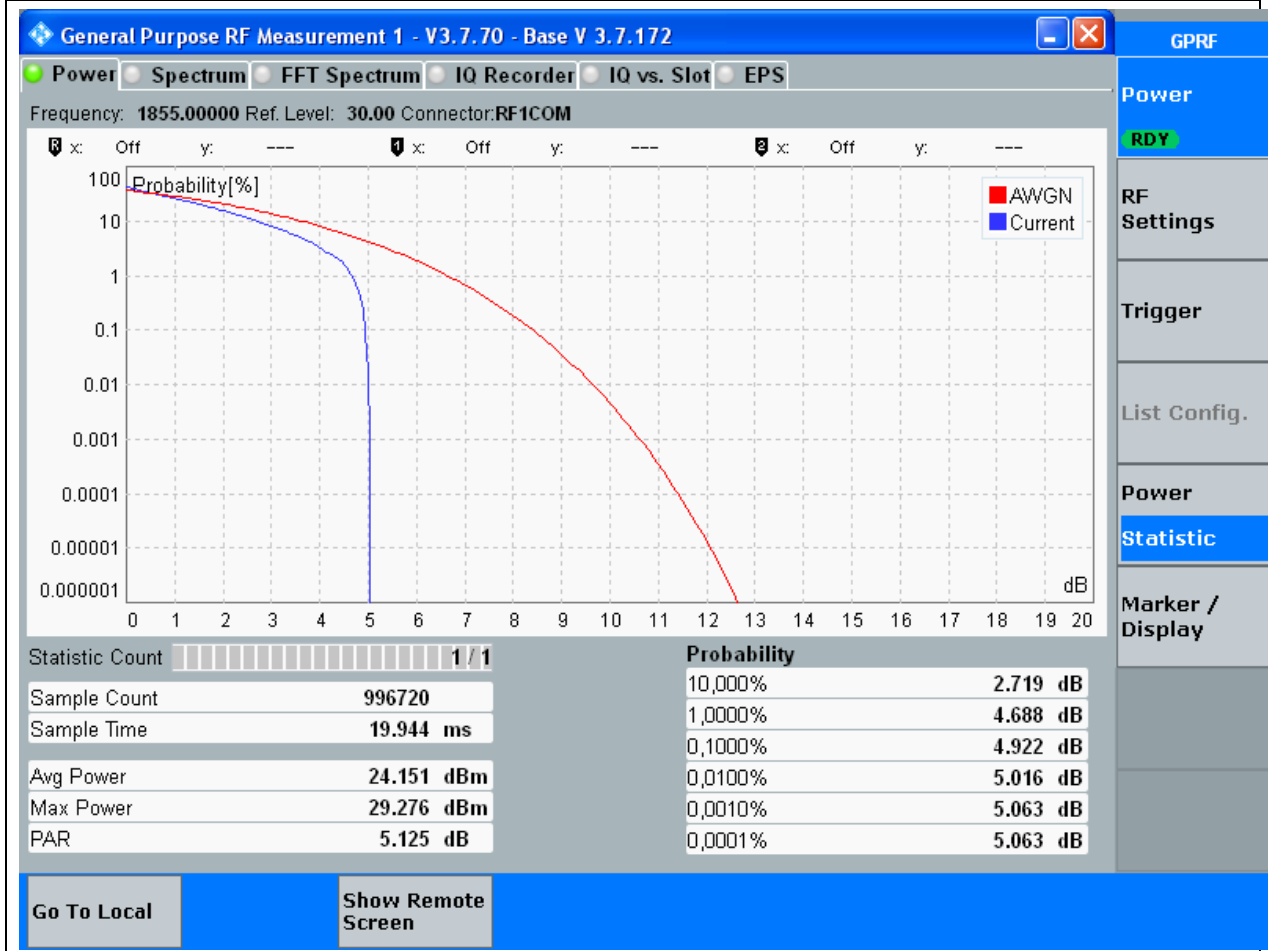 General Purpose RF Measurement 1 - V3.7.70 - Base V 3.7.172
GPRF
Power Spectrum FFT Spectrum IQ Recorder IQ vs. Slot EPS
Frequency: 1855.00000 Ref. Level: 30.00 Connector:RF1COM
R x: Off y: --- 1 x: Off y: --- 2 x: Off y: ---
Probability[%]
AWGN
Current
100
10
1
0.1
0.01
0.001
0.0001
0.00001
0.000001
dB
0 1 2 3 4 5 6 7 8 9 10 11 12 13 14 15 16 17 18 19 20
Statistic Count 1 / 1
Sample Count 996720
Sample Time 19.944 ms
Avg Power 24.151 dBm
Max Power 29.276 dBm
PAR 5.125 dB
Probability
10,000% 2.719 dB
1,0000% 4.688 dB
0,1000% 4.922 dB
0,0100% 5.016 dB
0,0010% 5.063 dB
0,0001% 5.063 dB
Power
RDY
RF
Settings
Trigger
List Config.
Power
Statistic
Marker /
Display
Go To Local
Show Remote
Screen